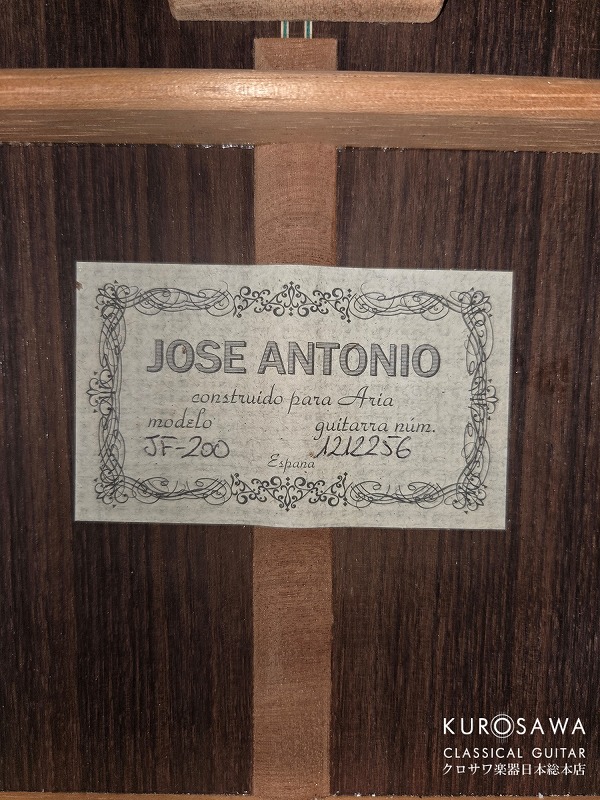 JOSE ANTONIO
construido para Aria
modelo guitarra núm.
JF-200 1212256
España
KUROSAWA
CLASSICAL GUITAR
クロサワ楽器日本総本店